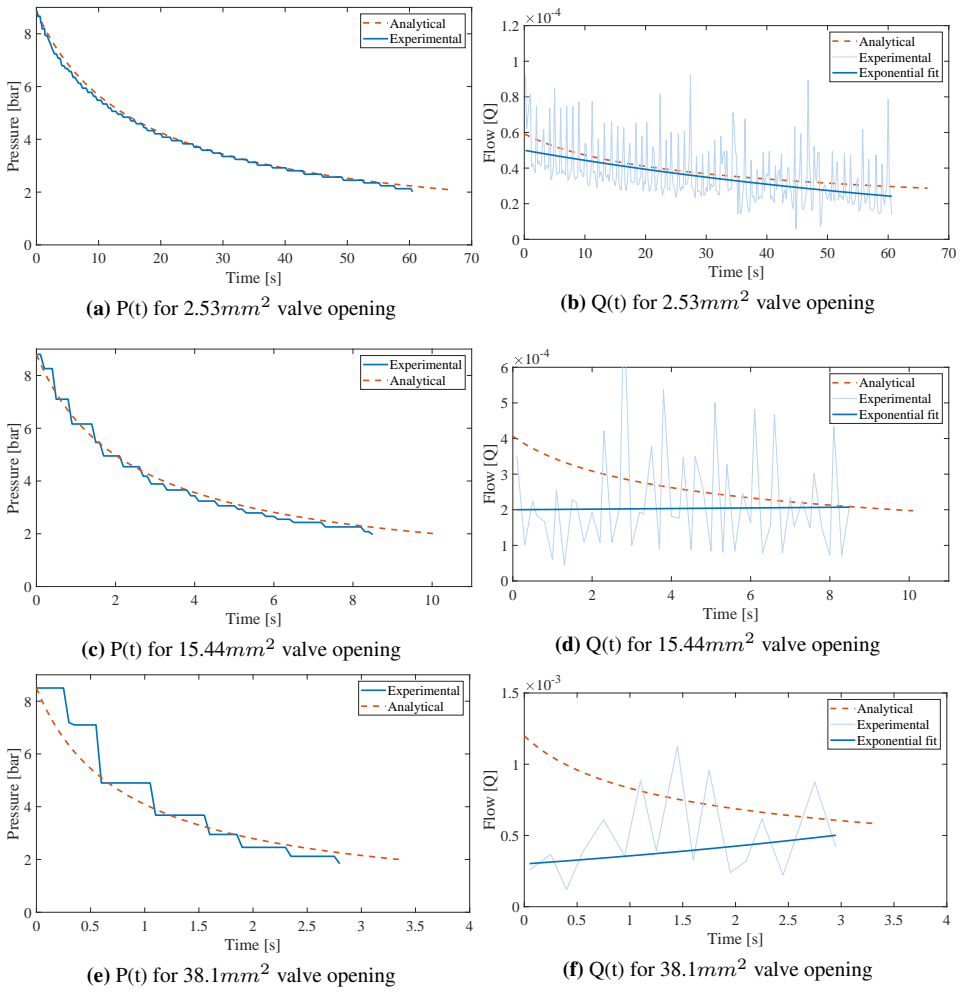 8
6
4
2
0
Pressure [bar]
Analytical
Experimental
0 10 20 30 40 50 60 70
Time [s]
(a) P(t) for 2.53mm² valve opening
×10⁻⁴
1.2
1
0.8
0.6
0.4
0.2
0
Flow [Q]
Analytical
Experimental
Exponential fit
0 10 20 30 40 50 60 70
Time [s]
(b) Q(t) for 2.53mm² valve opening
8
6
4
2
0
Pressure [bar]
Experimental
Analytical
0 2 4 6 8 10
Time [s]
(c) P(t) for 15.44mm² valve opening
×10⁻⁴
6
5
4
3
2
1
0
Flow [Q]
Analytical
Experimental
Exponential fit
0 2 4 6 8 10
Time [s]
(d) Q(t) for 15.44mm² valve opening
8
6
4
2
0
Pressure [bar]
Experimental
Analytical
0 0.5 1 1.5 2 2.5 3 3.5 4
Time [s]
(e) P(t) for 38.1mm² valve opening
×10⁻³
1.5
1
0.5
0
Flow [Q]
Analytical
Experimental
Exponential fit
0 0.5 1 1.5 2 2.5 3 3.5 4
Time [s]
(f) Q(t) for 38.1mm² valve opening